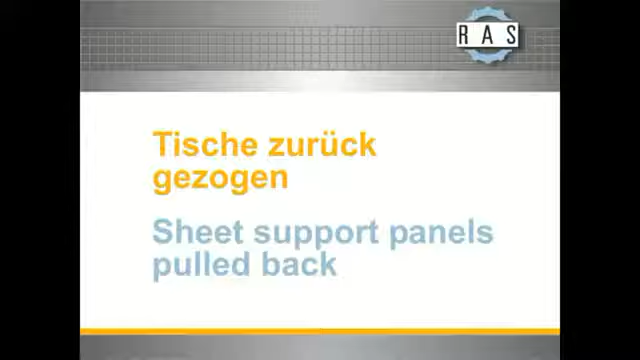 RAS
Tische zurück
gezogen
Sheet support panels
pulled back